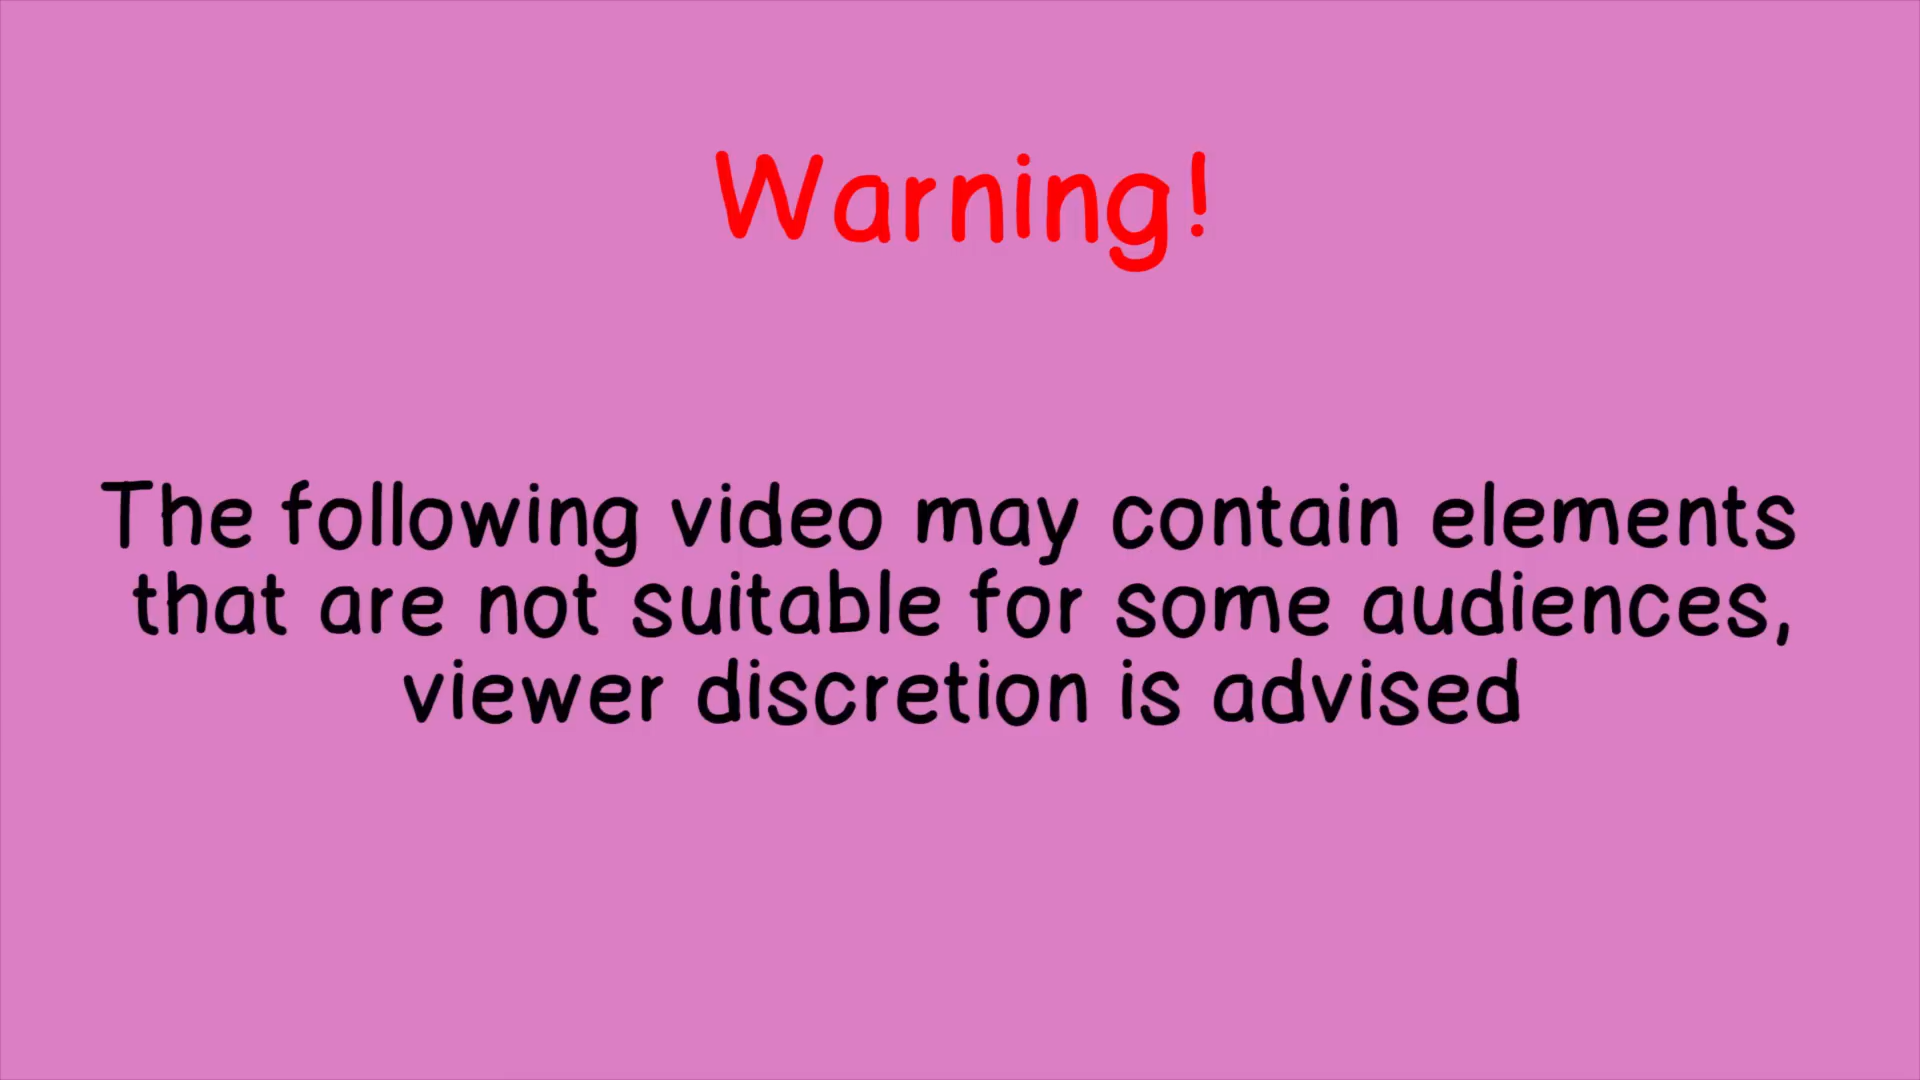 Warning!
The following video may contain elements
that are not suitable for some audiences,
viewer discretion is advised